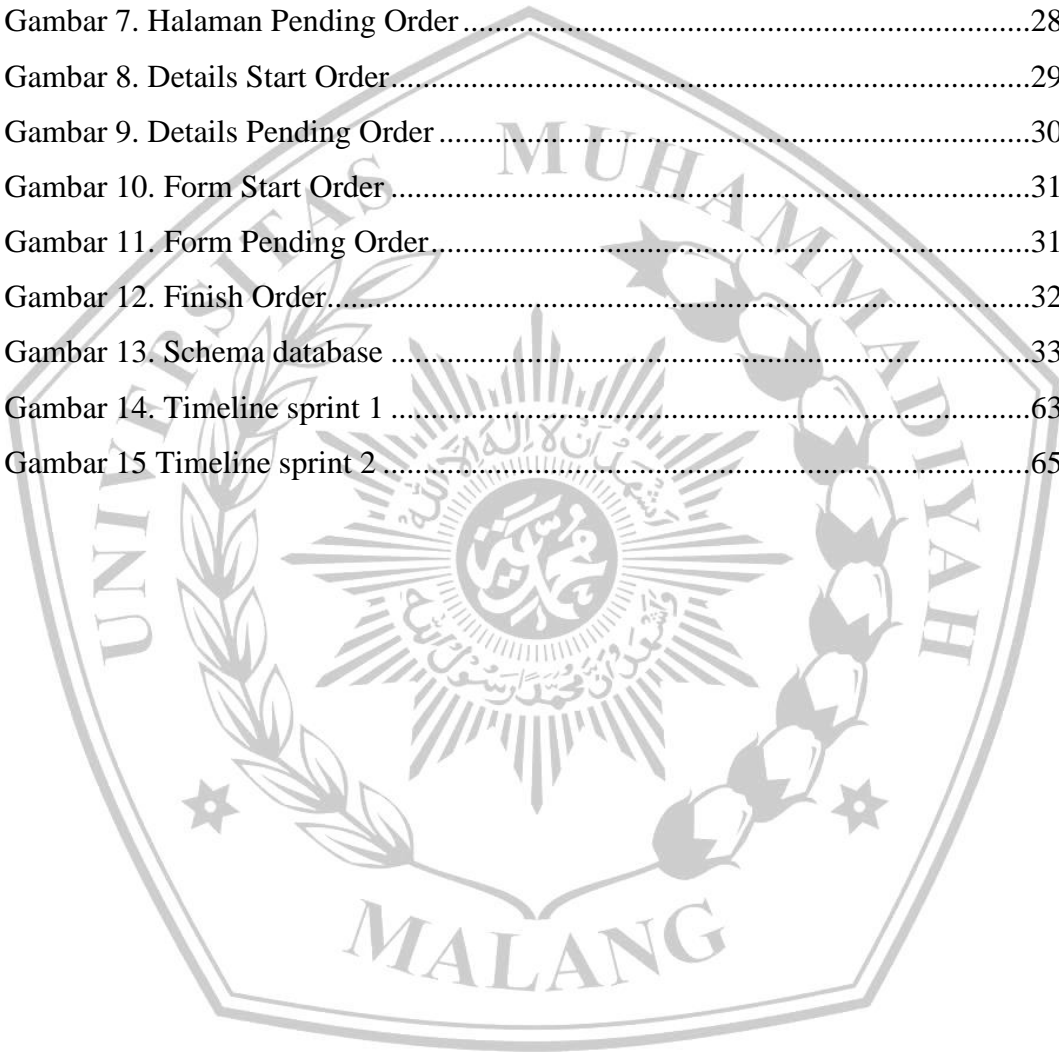 Gambar 7. Halaman Pending Order ........................................................................28
Gambar 8. Details Start Order.................................................................................29
Gambar 9. Details Pending Order ...........................................................................30
Gambar 10. Form Start Order .................................................................................31
Gambar 11. Form Pending Order............................................................................31
Gambar 12. Finish Order.........................................................................................32
Gambar 13. Schema database .................................................................................33
Gambar 14. Timeline sprint 1 .................................................................................63
Gambar 15 Timeline sprint 2 ..................................................................................65
UNIVERSITAS MUHAMMADIYAH
MALANG